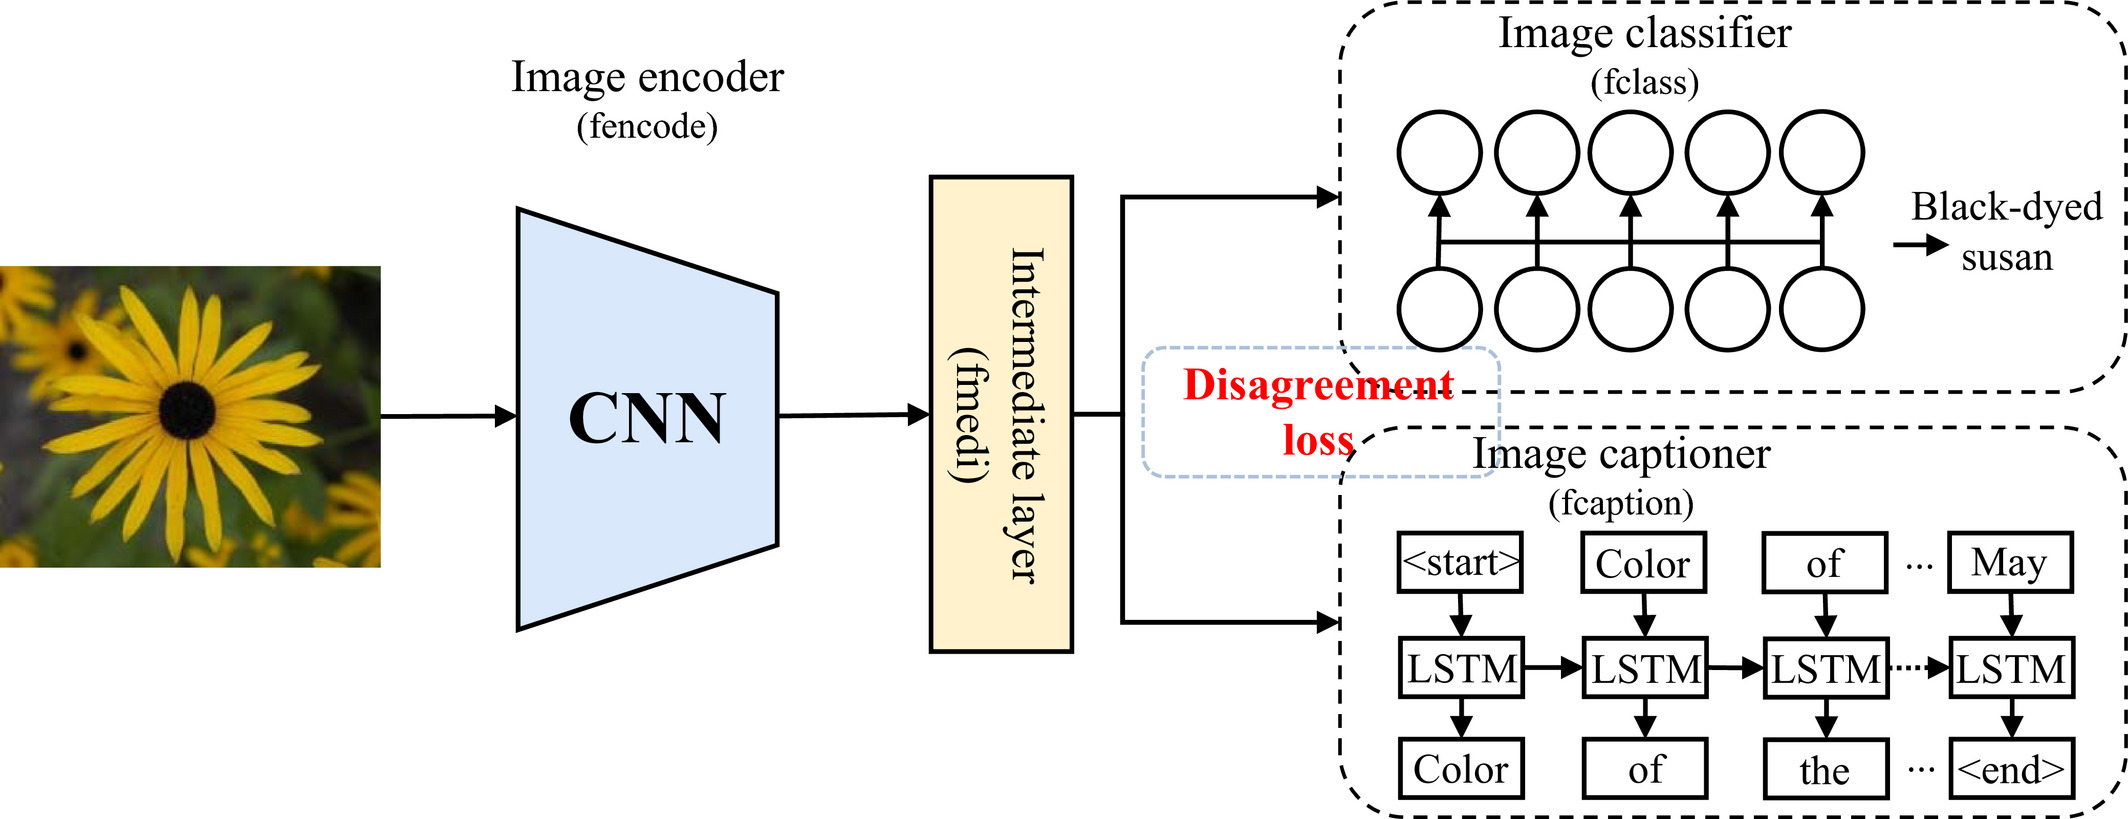 Image encoder
(fencode)
CNN
Intermediate layer
(fmedi)
Disagreement
loss
Image classifier
(fclass)
Black-dyed
susan
Image captioner
(fcaption)
<start> Color of ... May
LSTM LSTM LSTM LSTM
Color of the ... <end>